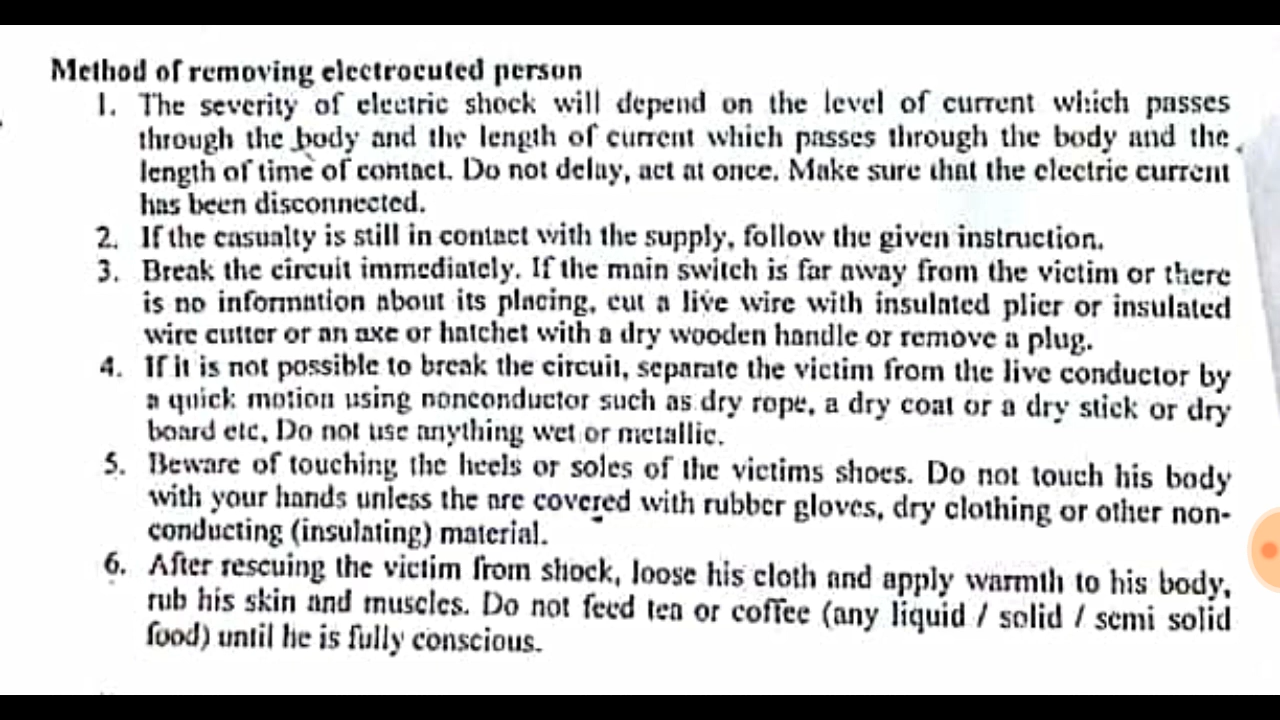 Method of removing electrocuted person
1. The severity of electric shock will depend on the level of current which passes
through the body and the length of current which passes through the body and the
length of time of contact. Do not delay, act at once. Make sure that the electric current
has been disconnected.
2. If the casualty is still in contact with the supply, follow the given instruction.
3. Break the circuit immediately. If the main switch is far away from the victim or there
is no information about its placing, cut a live wire with insulated plier or insulated
wire cutter or an axe or hatchet with a dry wooden handle or remove a plug.
4. If it is not possible to break the circuit, separate the victim from the live conductor by
a quick motion using nonconductor such as dry rope, a dry coat or a dry stick or dry
board etc, Do not use anything wet or metallic.
5. Beware of touching the heels or soles of the victims shoes. Do not touch his body
with your hands unless the are covered with rubber gloves, dry clothing or other non-
conducting (insulating) material.
6. After rescuing the victim from shock, loose his cloth and apply warmth to his body,
rub his skin and muscles. Do not feed tea or coffee (any liquid / solid / semi solid
food) until he is fully conscious.